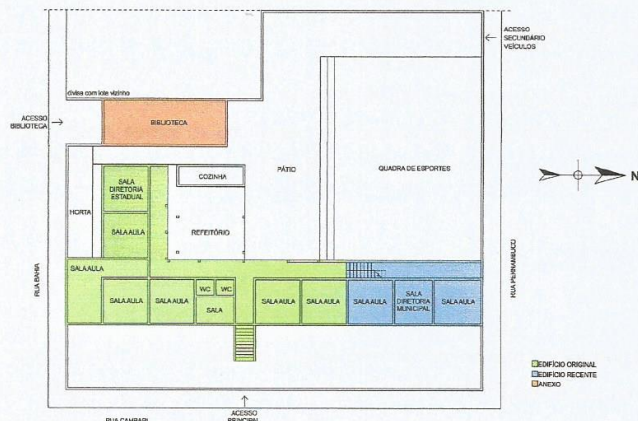 ACESSO
SECUNDÁRIO
VEÍCULOS
divisa com lote vizinho
ACESSO
BIBLIOTECA
BIBLIOTECA
COZINHA
PÁTIO
QUADRA DE ESPORTES
N
SALA
DIRETORIA
ESTADUAL
HORTA
REFEITÓRIO
SALA AULA
SALA AULA
RUA BAHIA
RUA PERNAMBUCO
SALA AULA
SALA AULA
WC
WC
SALA
SALA AULA
SALA AULA
SALA AULA
SALA
DIRETORIA
MUNICIPAL
SALA AULA
EDIFÍCIO ORIGINAL
EDIFÍCIO RECENTE
ANEXO
RUA
ACESSO
PRINCIPAL